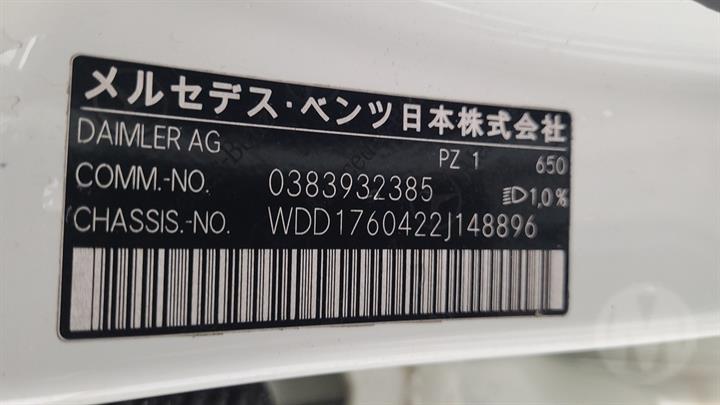 メルセデス・ベンツ日本株式会社
DAIMLER AG
PZ 1 650
COMM.-NO. 0383932385 1,0%
CHASSIS.-NO. WDD1760422J148896